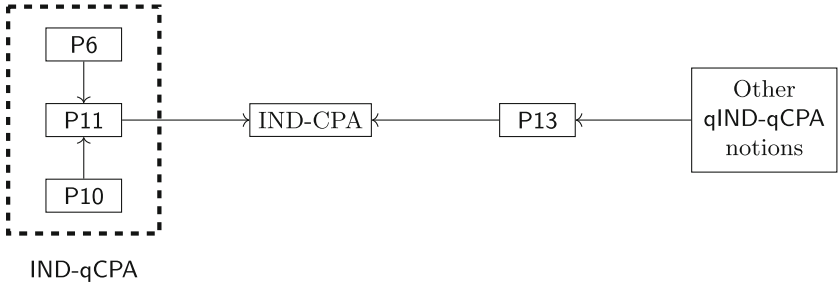 P6
P11
P10
IND-qCPA
IND-CPA
P13
Other
qIND-qCPA
notions